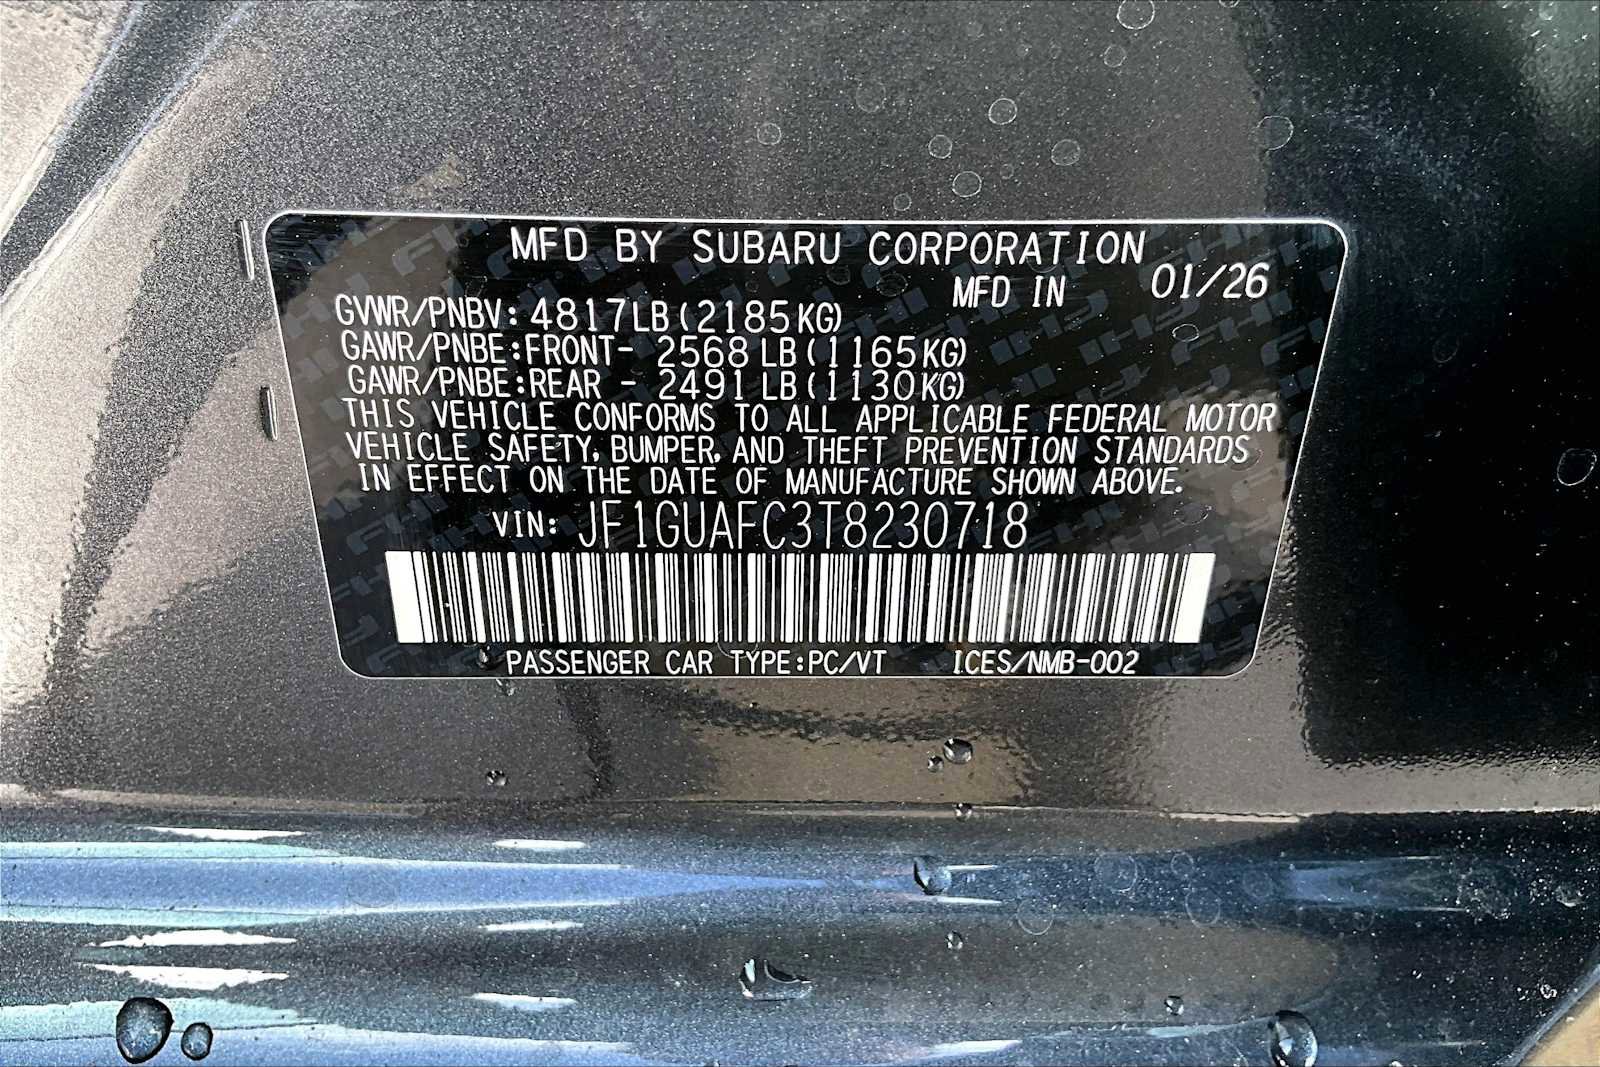 MFD BY SUBARU CORPORATION
MFD IN 01/26
GVWR/PNBV: 4817LB(2185KG)
GAWR/PNBE:FRONT- 2568 LB(1165KG)
GAWR/PNBE:REAR - 2491 LB(1130KG)
THIS VEHICLE CONFORMS TO ALL APPLICABLE FEDERAL MOTOR
VEHICLE SAFETY, BUMPER, AND THEFT PREVENTION STANDARDS
IN EFFECT ON THE DATE OF MANUFACTURE SHOWN ABOVE.
VIN: JF1GUAFC3T8230718
PASSENGER CAR TYPE:PC/VT ICES/NMB-002